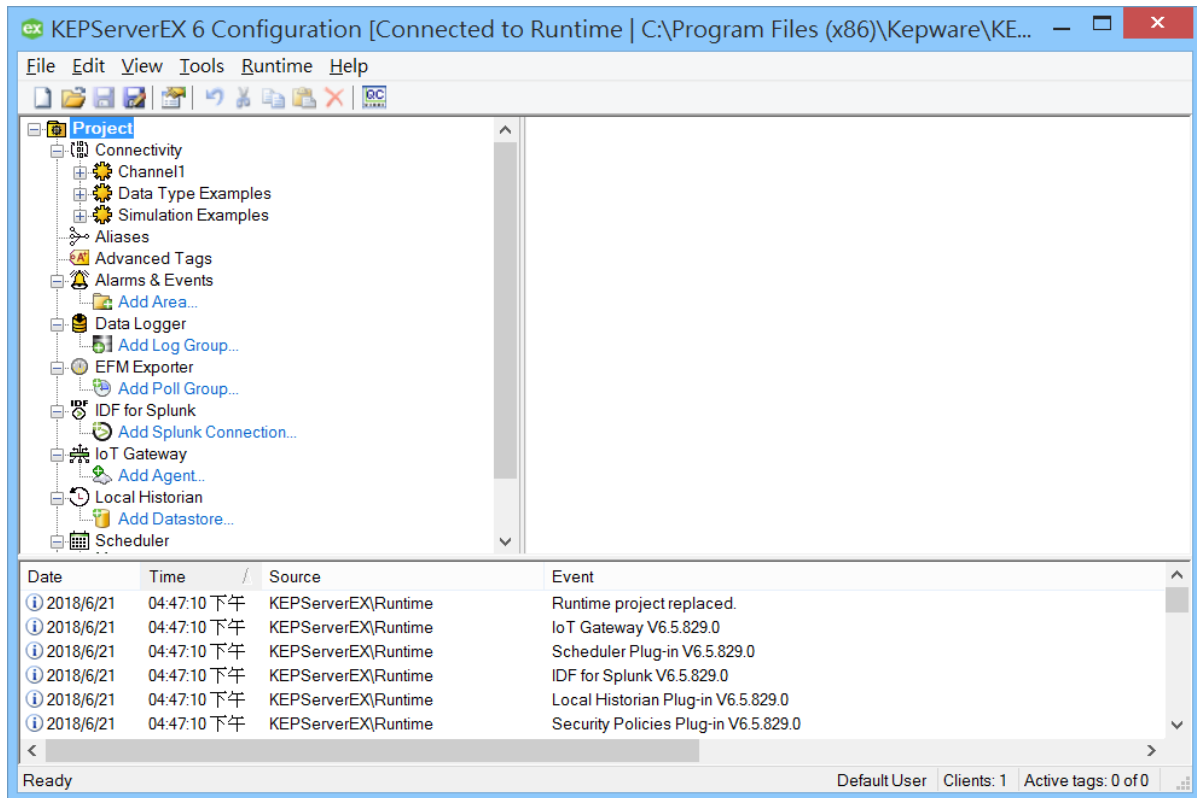 ex KEPServerEX 6 Configuration [Connected to Runtime | C:\Program Files (x86)\Kepware\KE...
File Edit View Tools Runtime Help
QC
Project
Connectivity
Channel1
Data Type Examples
Simulation Examples
Aliases
A+ Advanced Tags
Alarms & Events
Add Area...
Data Logger
Add Log Group...
EFM Exporter
Add Poll Group...
IDF IDF for Splunk
Add Splunk Connection...
IoT Gateway
Add Agent...
Local Historian
Add Datastore...
Scheduler
Date Time / Source Event
2018/6/21 04:47:10 下午 KEPServerEX\Runtime Runtime project replaced.
2018/6/21 04:47:10 下午 KEPServerEX\Runtime IoT Gateway V6.5.829.0
2018/6/21 04:47:10 下午 KEPServerEX\Runtime Scheduler Plug-in V6.5.829.0
2018/6/21 04:47:10 下午 KEPServerEX\Runtime IDF for Splunk V6.5.829.0
2018/6/21 04:47:10 下午 KEPServerEX\Runtime Local Historian Plug-in V6.5.829.0
2018/6/21 04:47:10 下午 KEPServerEX\Runtime Security Policies Plug-in V6.5.829.0
Ready Default User Clients: 1 Active tags: 0 of 0